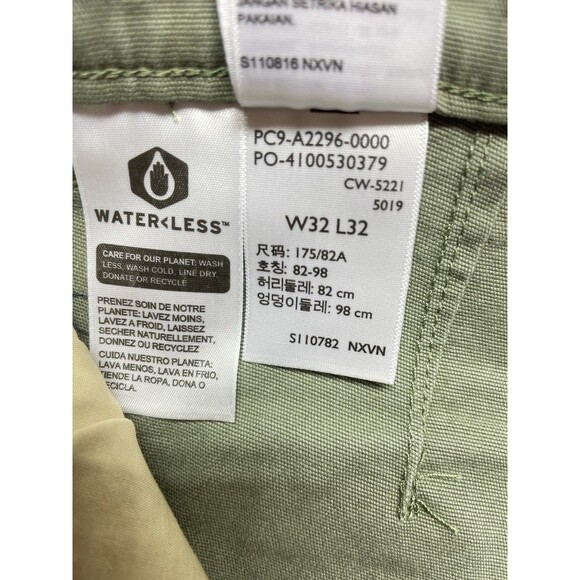 JANGAN SETRIKA HIASAN
PAKAIAN.
S110816 NXVN
PC9-A2296-0000
PO-4100530379
CW-5221
5019
W32 L32
尺码: 175/82A
호칭: 82-98
허리둘레: 82 cm
엉덩이둘레: 98 cm
S110782 NXVN
WATER<LESS™
CARE FOR OUR PLANET: WASH
LESS, WASH COLD, LINE DRY,
DONATE OR RECYCLE
PRENEZ SOIN DE NOTRE
PLANETE: LAVEZ MOINS,
LAVEZ A FROID, LAISSEZ
SECHER NATURELLEMENT,
DONNEZ OU RECYCLEZ
CUIDA NUESTRO PLANETA:
LAVA MENOS, LAVA EN FRIO,
TIENDE LA ROPA, DONA O
RECICLA.